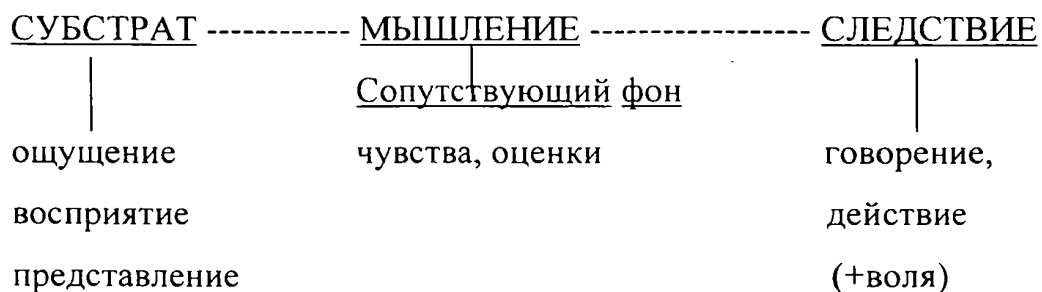 СУБСТРАТ ----------- МЫШЛЕНИЕ ----------------- СЛЕДСТВИЕ
Сопутствующий фон
ощущение чувства, оценки говорение,
восприятие действие
представление (+воля)